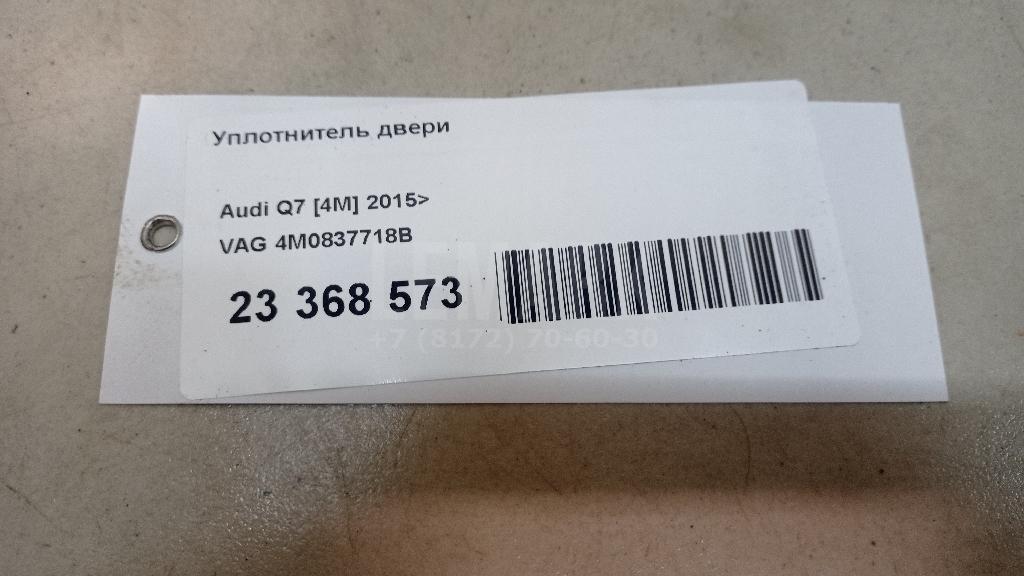 Уплотнитель двери
Audi Q7 [4M] 2015>
VAG 4M0837718B
23 368 573
+7 (8172) 70-60-30